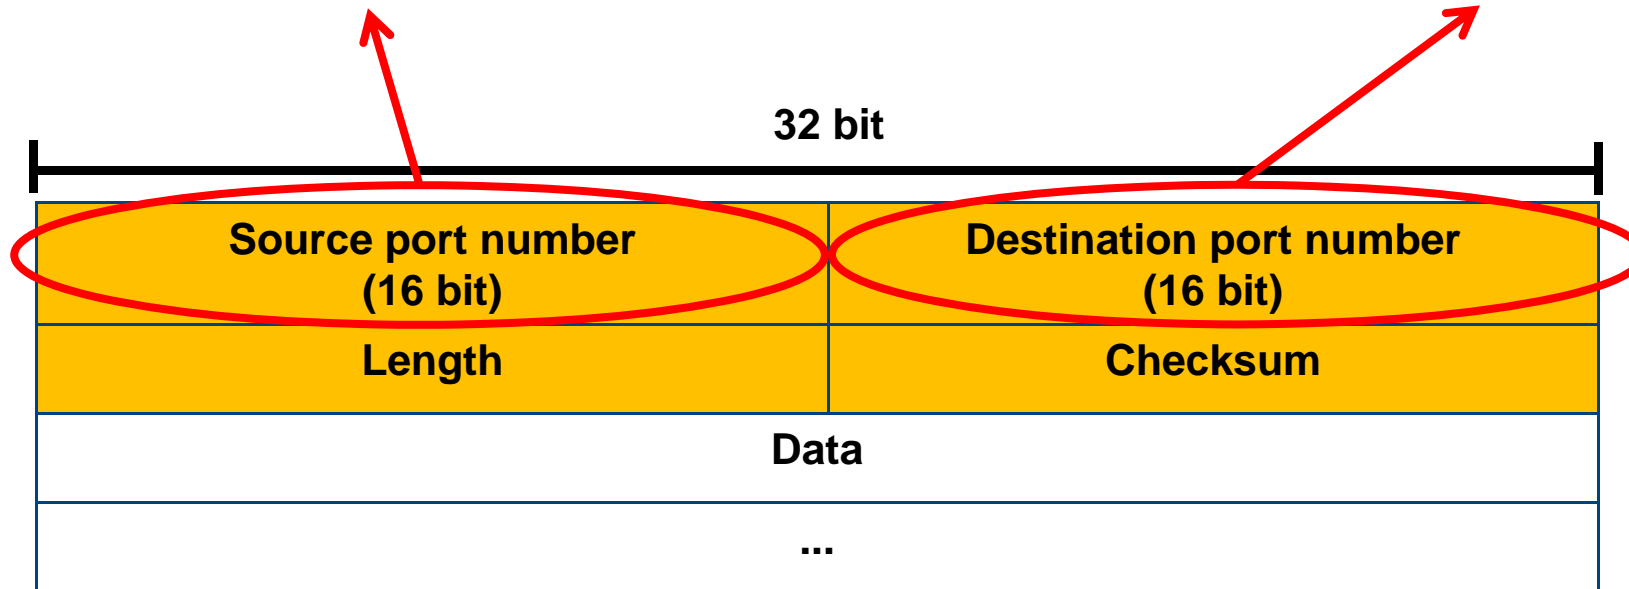 32 bit
Source port number
(16 bit)
Destination port number
(16 bit)
Length
Checksum
Data
...